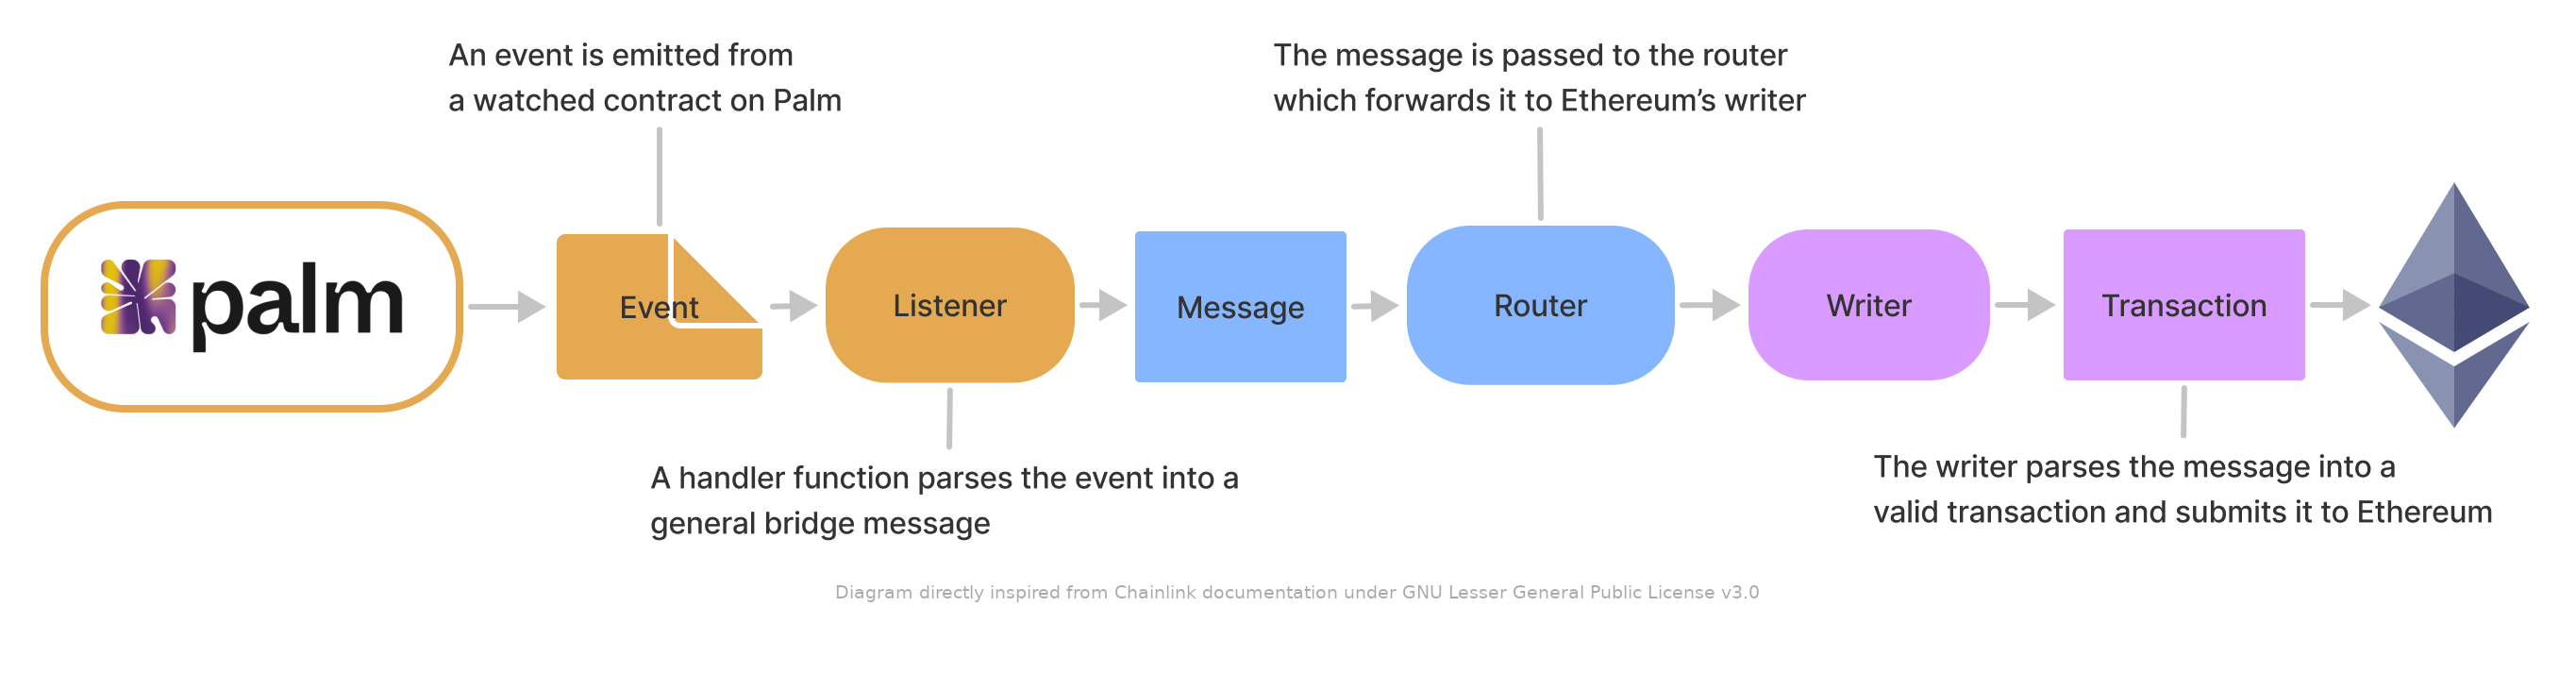 An event is emitted from
a watched contract on Palm
The message is passed to the router
which forwards it to Ethereum’s writer
palm
Event
Listener
Message
Router
Writer
Transaction
A handler function parses the event into a
general bridge message
The writer parses the message into a
valid transaction and submits it to Ethereum
Diagram directly inspired from Chainlink documentation under GNU Lesser General Public License v3.0